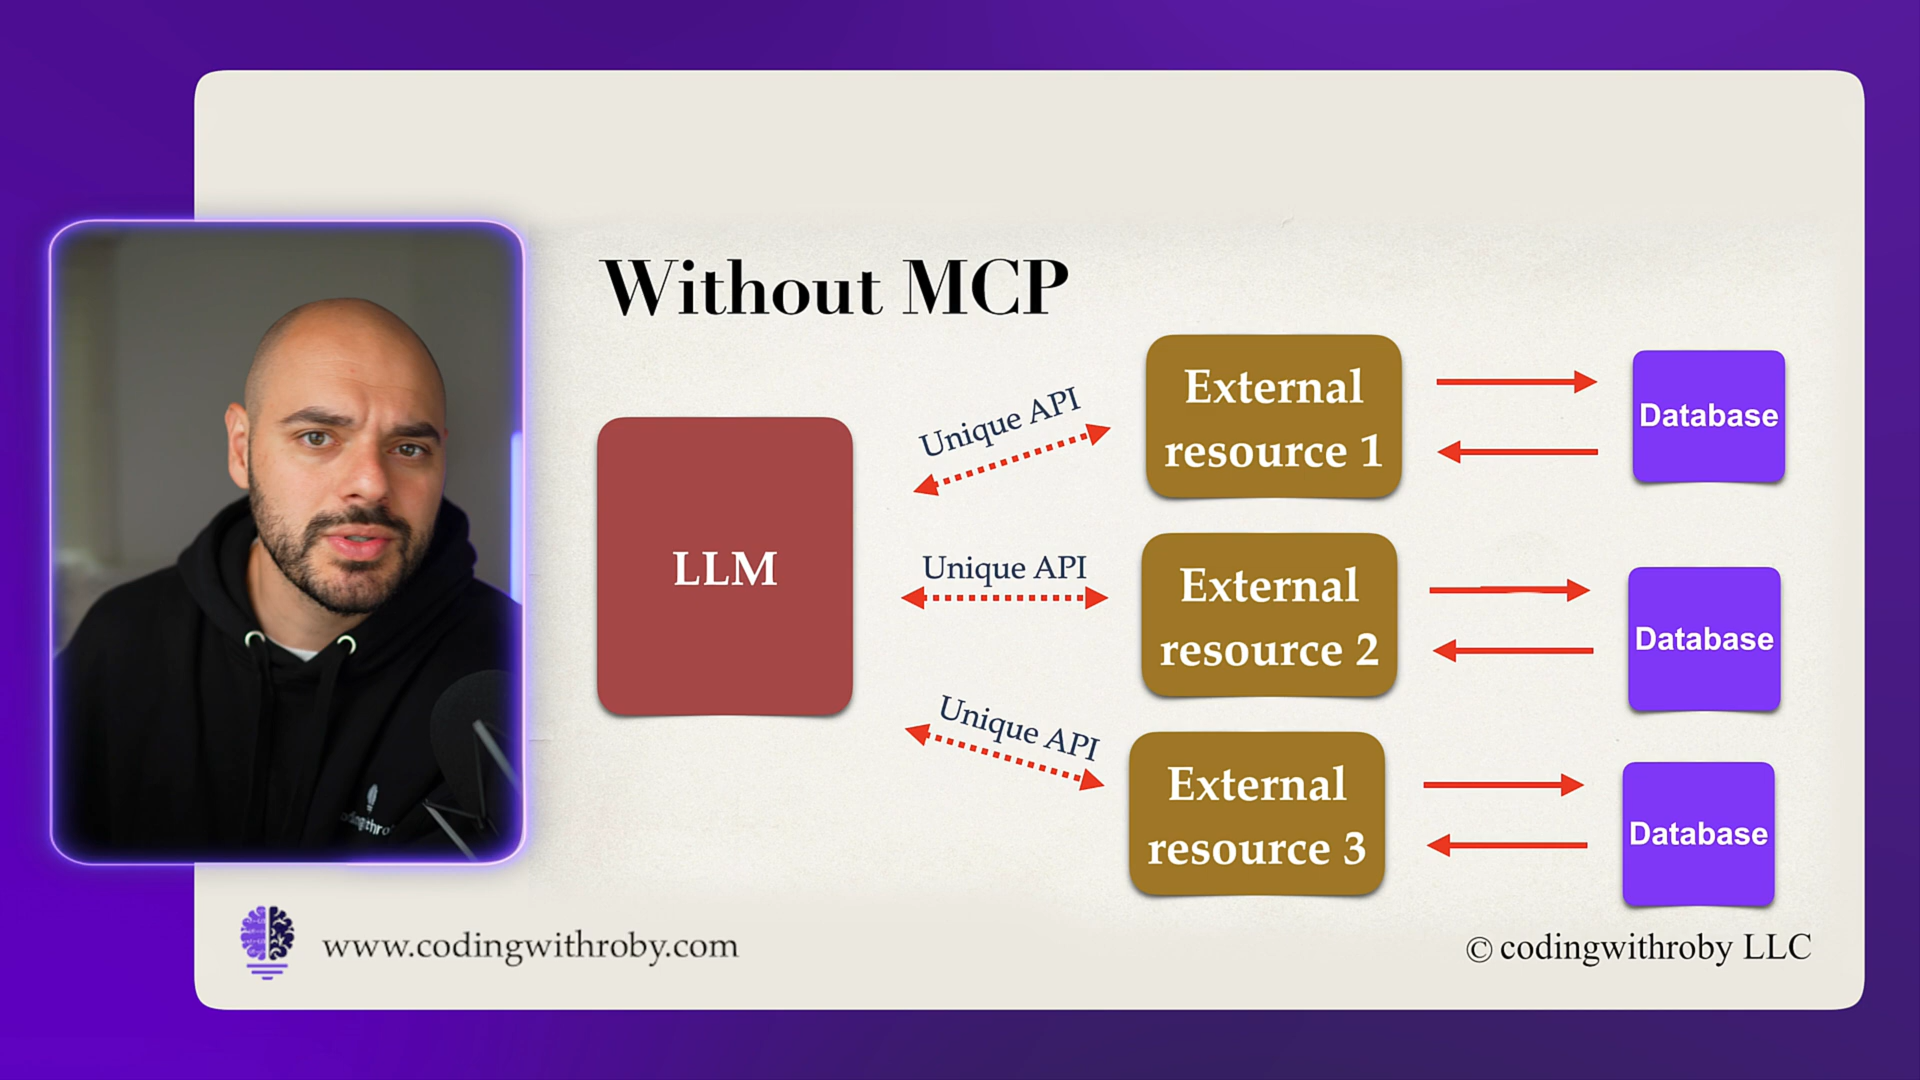 Without MCP
LLM
Unique API
Unique API
Unique API
External
resource 1
External
resource 2
External
resource 3
Database
Database
Database
www.codingwithroby.com
© codingwithroby LLC